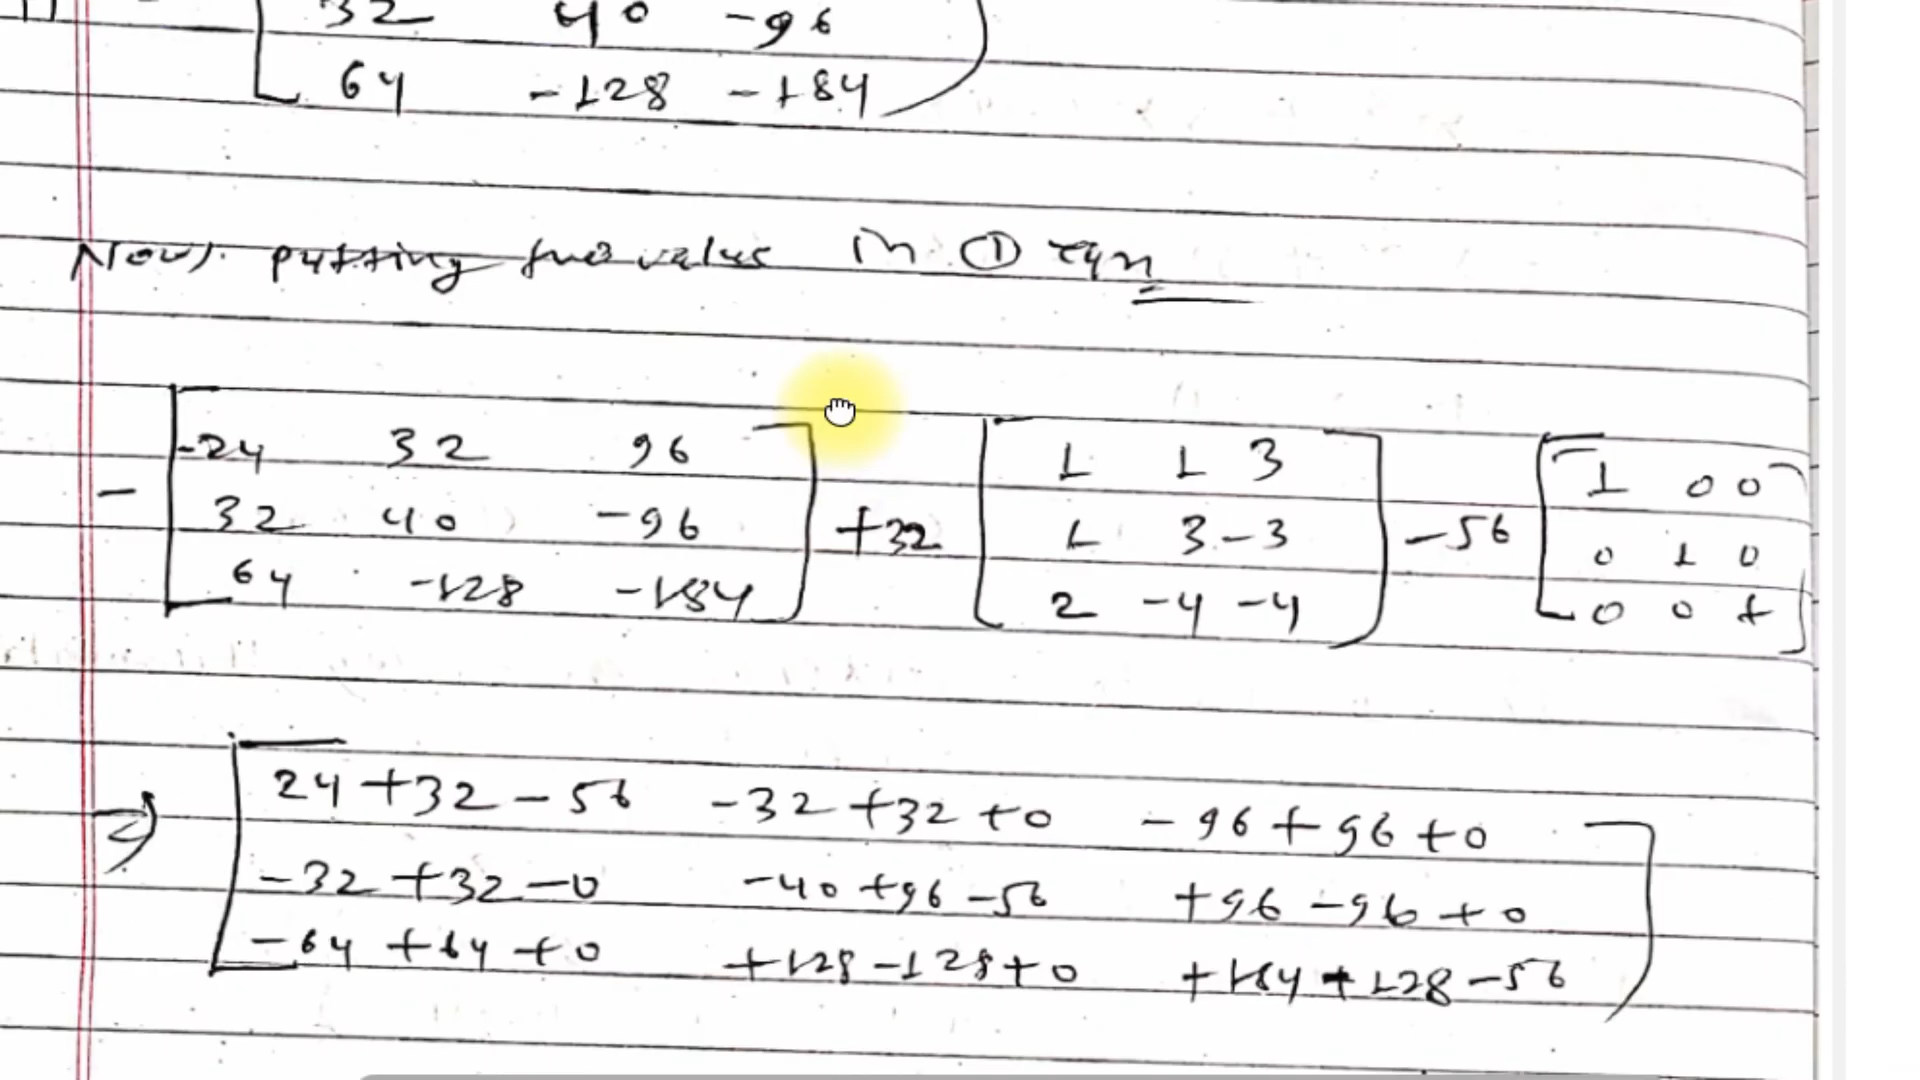 32 40 -96
64 -128 -184
Now. putting value in ① eqn
- [ -24 32 96 ] +32 [ 1 1 3 ] -56 [ 1 0 0 ]
32 40 -96 1 3 -3 0 1 0
64 -128 -184 2 -4 -4 0 0 1
⇒ [ 24+32-56 -32+32+0 -96+96+0 ]
-32+32-0 -40+96-56 +96-96+0
-64+64+0 +128-128+0 +184+128-56